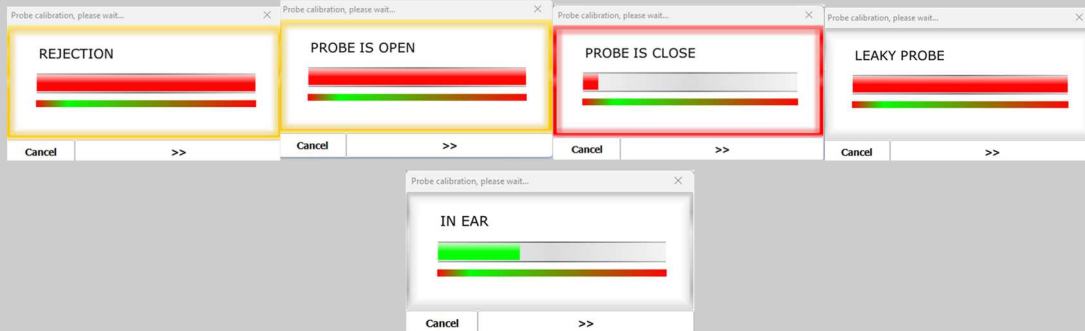 Probe calibration, please wait...
REJECTION
Cancel >>
Probe calibration, please wait...
PROBE IS OPEN
Cancel >>
Probe calibration, please wait...
PROBE IS CLOSE
Cancel >>
Probe calibration, please wait...
LEAKY PROBE
Cancel >>
Probe calibration, please wait...
IN EAR
Cancel >>